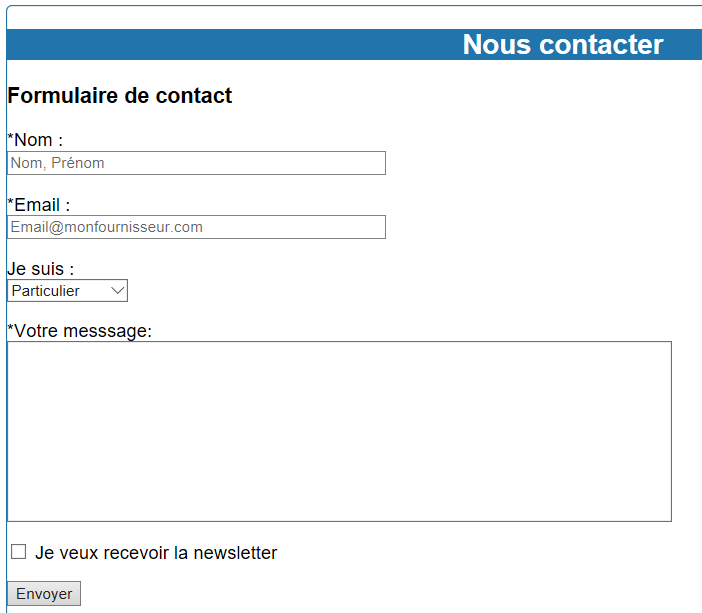 Nous contacter
Formulaire de contact
*Nom :
Nom, Prénom
*Email :
Email@monfournisseur.com
Je suis :
Particulier
*Votre messsage:
Je veux recevoir la newsletter
Envoyer